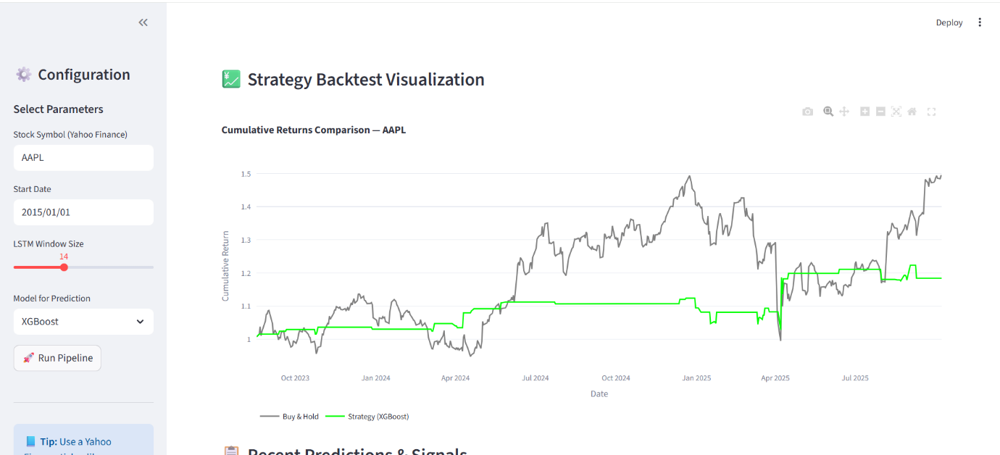 Deploy
Configuration
Select Parameters
Stock Symbol (Yahoo Finance)
AAPL
Start Date
2015/01/01
LSTM Window Size
14
Model for Prediction
XGBoost
Run Pipeline
Tip: Use a Yahoo
Strategy Backtest Visualization
Cumulative Returns Comparison — AAPL
Cumulative Return
1.5
1.4
1.3
1.2
1.1
1
Oct 2023
Jan 2024
Apr 2024
Jul 2024
Oct 2024
Jan 2025
Apr 2025
Jul 2025
Date
Buy & Hold
Strategy (XGBoost)
Recent Predictions & Signals